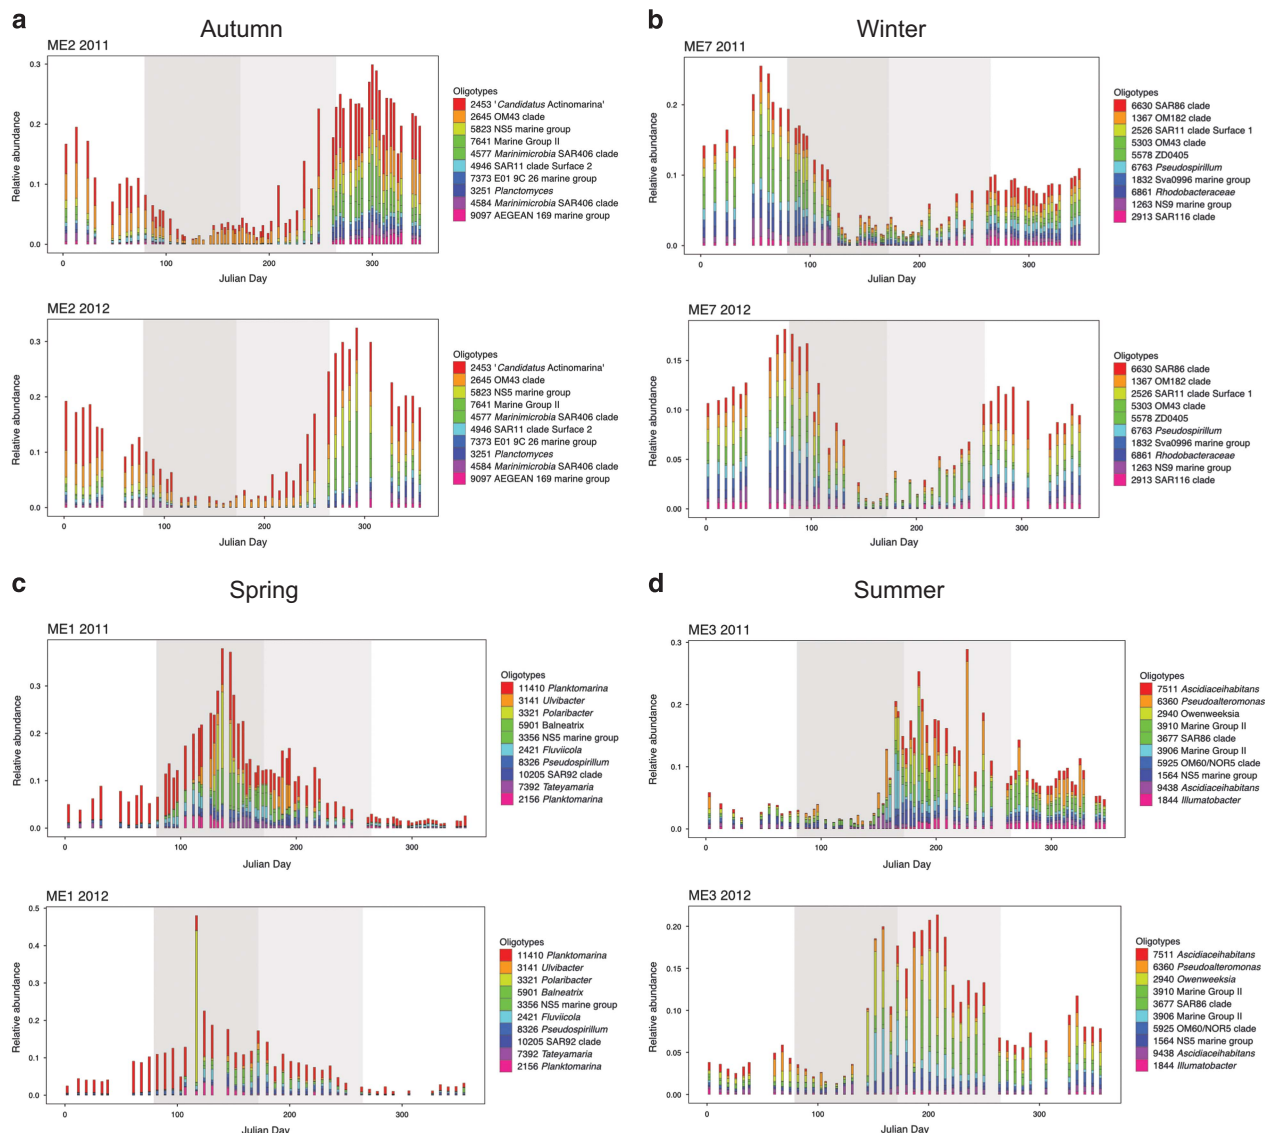 a
Autumn
ME2 2011
0.3
0.2
0.1
0.0
Relative abundance
0 100 200 300
Julian Day
Oligotypes
2453 'Candidatus Actinomarina'
2645 OM43 clade
5823 NS5 marine group
7641 Marine Group II
4577 Marinimicrobia SAR406 clade
4946 SAR11 clade Surface 2
7373 E01 9C 26 marine group
3251 Planctomyces
4584 Marinimicrobia SAR406 clade
9097 AEGEAN 169 marine group
ME2 2012
0.3
0.2
0.1
0.0
Relative abundance
0 100 200 300
Julian Day
Oligotypes
2453 'Candidatus Actinomarina'
2645 OM43 clade
5823 NS5 marine group
7641 Marine Group II
4577 Marinimicrobia SAR406 clade
4946 SAR11 clade Surface 2
7373 E01 9C 26 marine group
3251 Planctomyces
4584 Marinimicrobia SAR406 clade
9097 AEGEAN 169 marine group
b
Winter
ME7 2011
0.2
0.1
0.0
Relative abundance
0 100 200 300
Julian Day
Oligotypes
6630 SAR86 clade
1367 OM182 clade
2526 SAR11 clade Surface 1
5303 OM43 clade
5578 ZD0405
6763 Pseudospirillum
1832 Sva0996 marine group
6861 Rhodobacteraceae
1263 NS9 marine group
2913 SAR116 clade
ME7 2012
0.15
0.10
0.05
0.00
Relative abundance
0 100 200 300
Julian Day
Oligotypes
6630 SAR86 clade
1367 OM182 clade
2526 SAR11 clade Surface 1
5303 OM43 clade
5578 ZD0405
6763 Pseudospirillum
1832 Sva0996 marine group
6861 Rhodobacteraceae
1263 NS9 marine group
2913 SAR116 clade
c
Spring
ME1 2011
0.3
0.2
0.1
0.0
Relative abundance
0 100 200 300
Julian Day
Oligotypes
11410 Planktomarina
3141 Ulvibacter
3321 Polaribacter
5901 Balneatrix
3356 NS5 marine group
2421 Fluviicola
8326 Pseudospirillum
10205 SAR92 clade
7392 Tateyamaria
2156 Planktomarina
ME1 2012
0.5
0.4
0.3
0.2
0.1
0.0
Relative abundance
0 100 200 300
Julian Day
Oligotypes
11410 Planktomarina
3141 Ulvibacter
3321 Polaribacter
5901 Balneatrix
3356 NS5 marine group
2421 Fluviicola
8326 Pseudospirillum
10205 SAR92 clade
7392 Tateyamaria
2156 Planktomarina
d
Summer
ME3 2011
0.3
0.2
0.1
0.0
Relative abundance
0 100 200 300
Julian Day
Oligotypes
7511 Ascidiaceihabitans
6360 Pseudoalteromonas
2940 Owenweeksia
3910 Marine Group II
3677 SAR86 clade
3906 Marine Group II
5925 OM60/NOR5 clade
1564 NS5 marine group
9438 Ascidiaceihabitans
1844 Illumatobacter
ME3 2012
0.20
0.15
0.10
0.05
0.00
Relative abundance
0 100 200 300
Julian Day
Oligotypes
7511 Ascidiaceihabitans
6360 Pseudoalteromonas
2940 Owenweeksia
3910 Marine Group II
3677 SAR86 clade
3906 Marine Group II
5925 OM60/NOR5 clade
1564 NS5 marine group
9438 Ascidiaceihabitans
1844 Illumatobacter